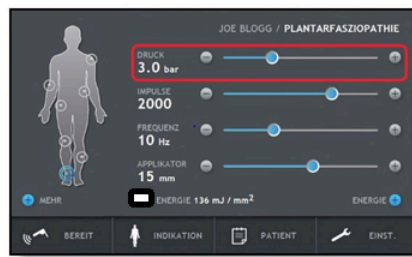 JOE BLOGG / PLANTARFASZIOPATHIE
DRUCK
3.0 bar
IMPULSE
2000
FREQUENZ
10 Hz
APPLIKATOR
15 mm
MEHR
ENERGIE 136 mJ / mm²
ENERGIE
BEREIT
INDIKATION
PATIENT
EINST.